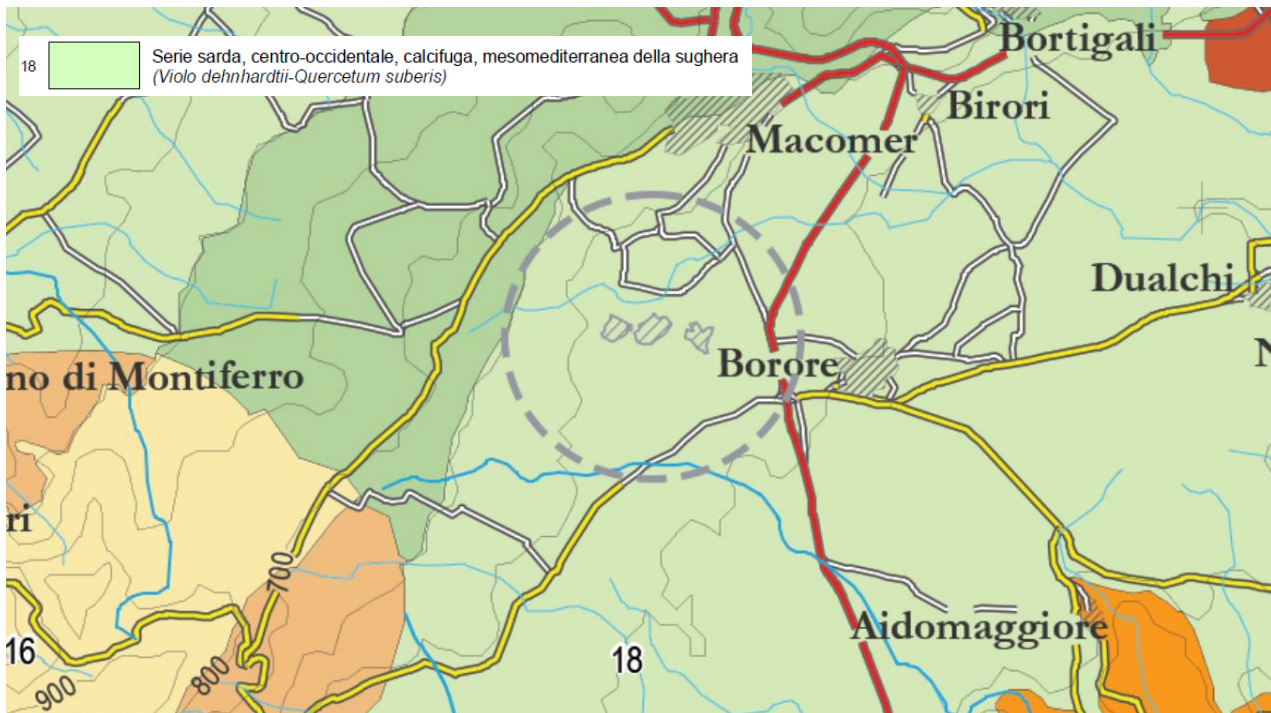 18
Serie sarda, centro-occidentale, calcifuga, mesomediterranea della sughera
(Violo dehnhardtii-Quercetum suberis)
Bortigali
Birori
Macomer
Dualchi
N
Borore
no di Montiferro
ri
700
Aidomaggiore
16
18
800
900